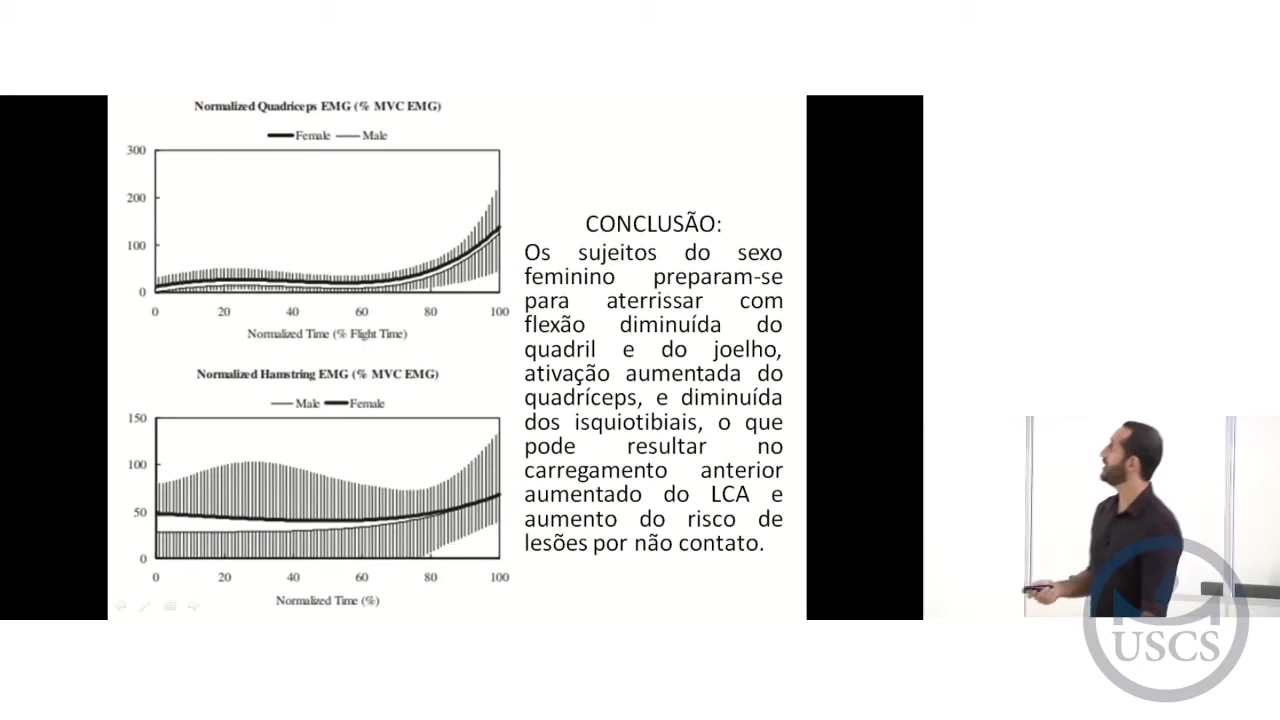 Normalized Quadriceps EMG (% MVC EMG)
Female Male
300
200
100
0
0 20 40 60 80 100
Normalized Time (% Flight Time)
Normalized Hamstring EMG (% MVC EMG)
Male Female
150
100
50
0
0 20 40 60 80 100
Normalized Time (%)
CONCLUSÃO:
Os sujeitos do sexo
feminino preparam-se
para aterrissar com
flexão diminuída do
quadril e do joelho,
ativação aumentada do
quadríceps, e diminuída
dos isquiotibiais, o que
pode resultar no
carregamento anterior
aumentado do LCA e
aumento do risco de
lesões por não contato.
USCS